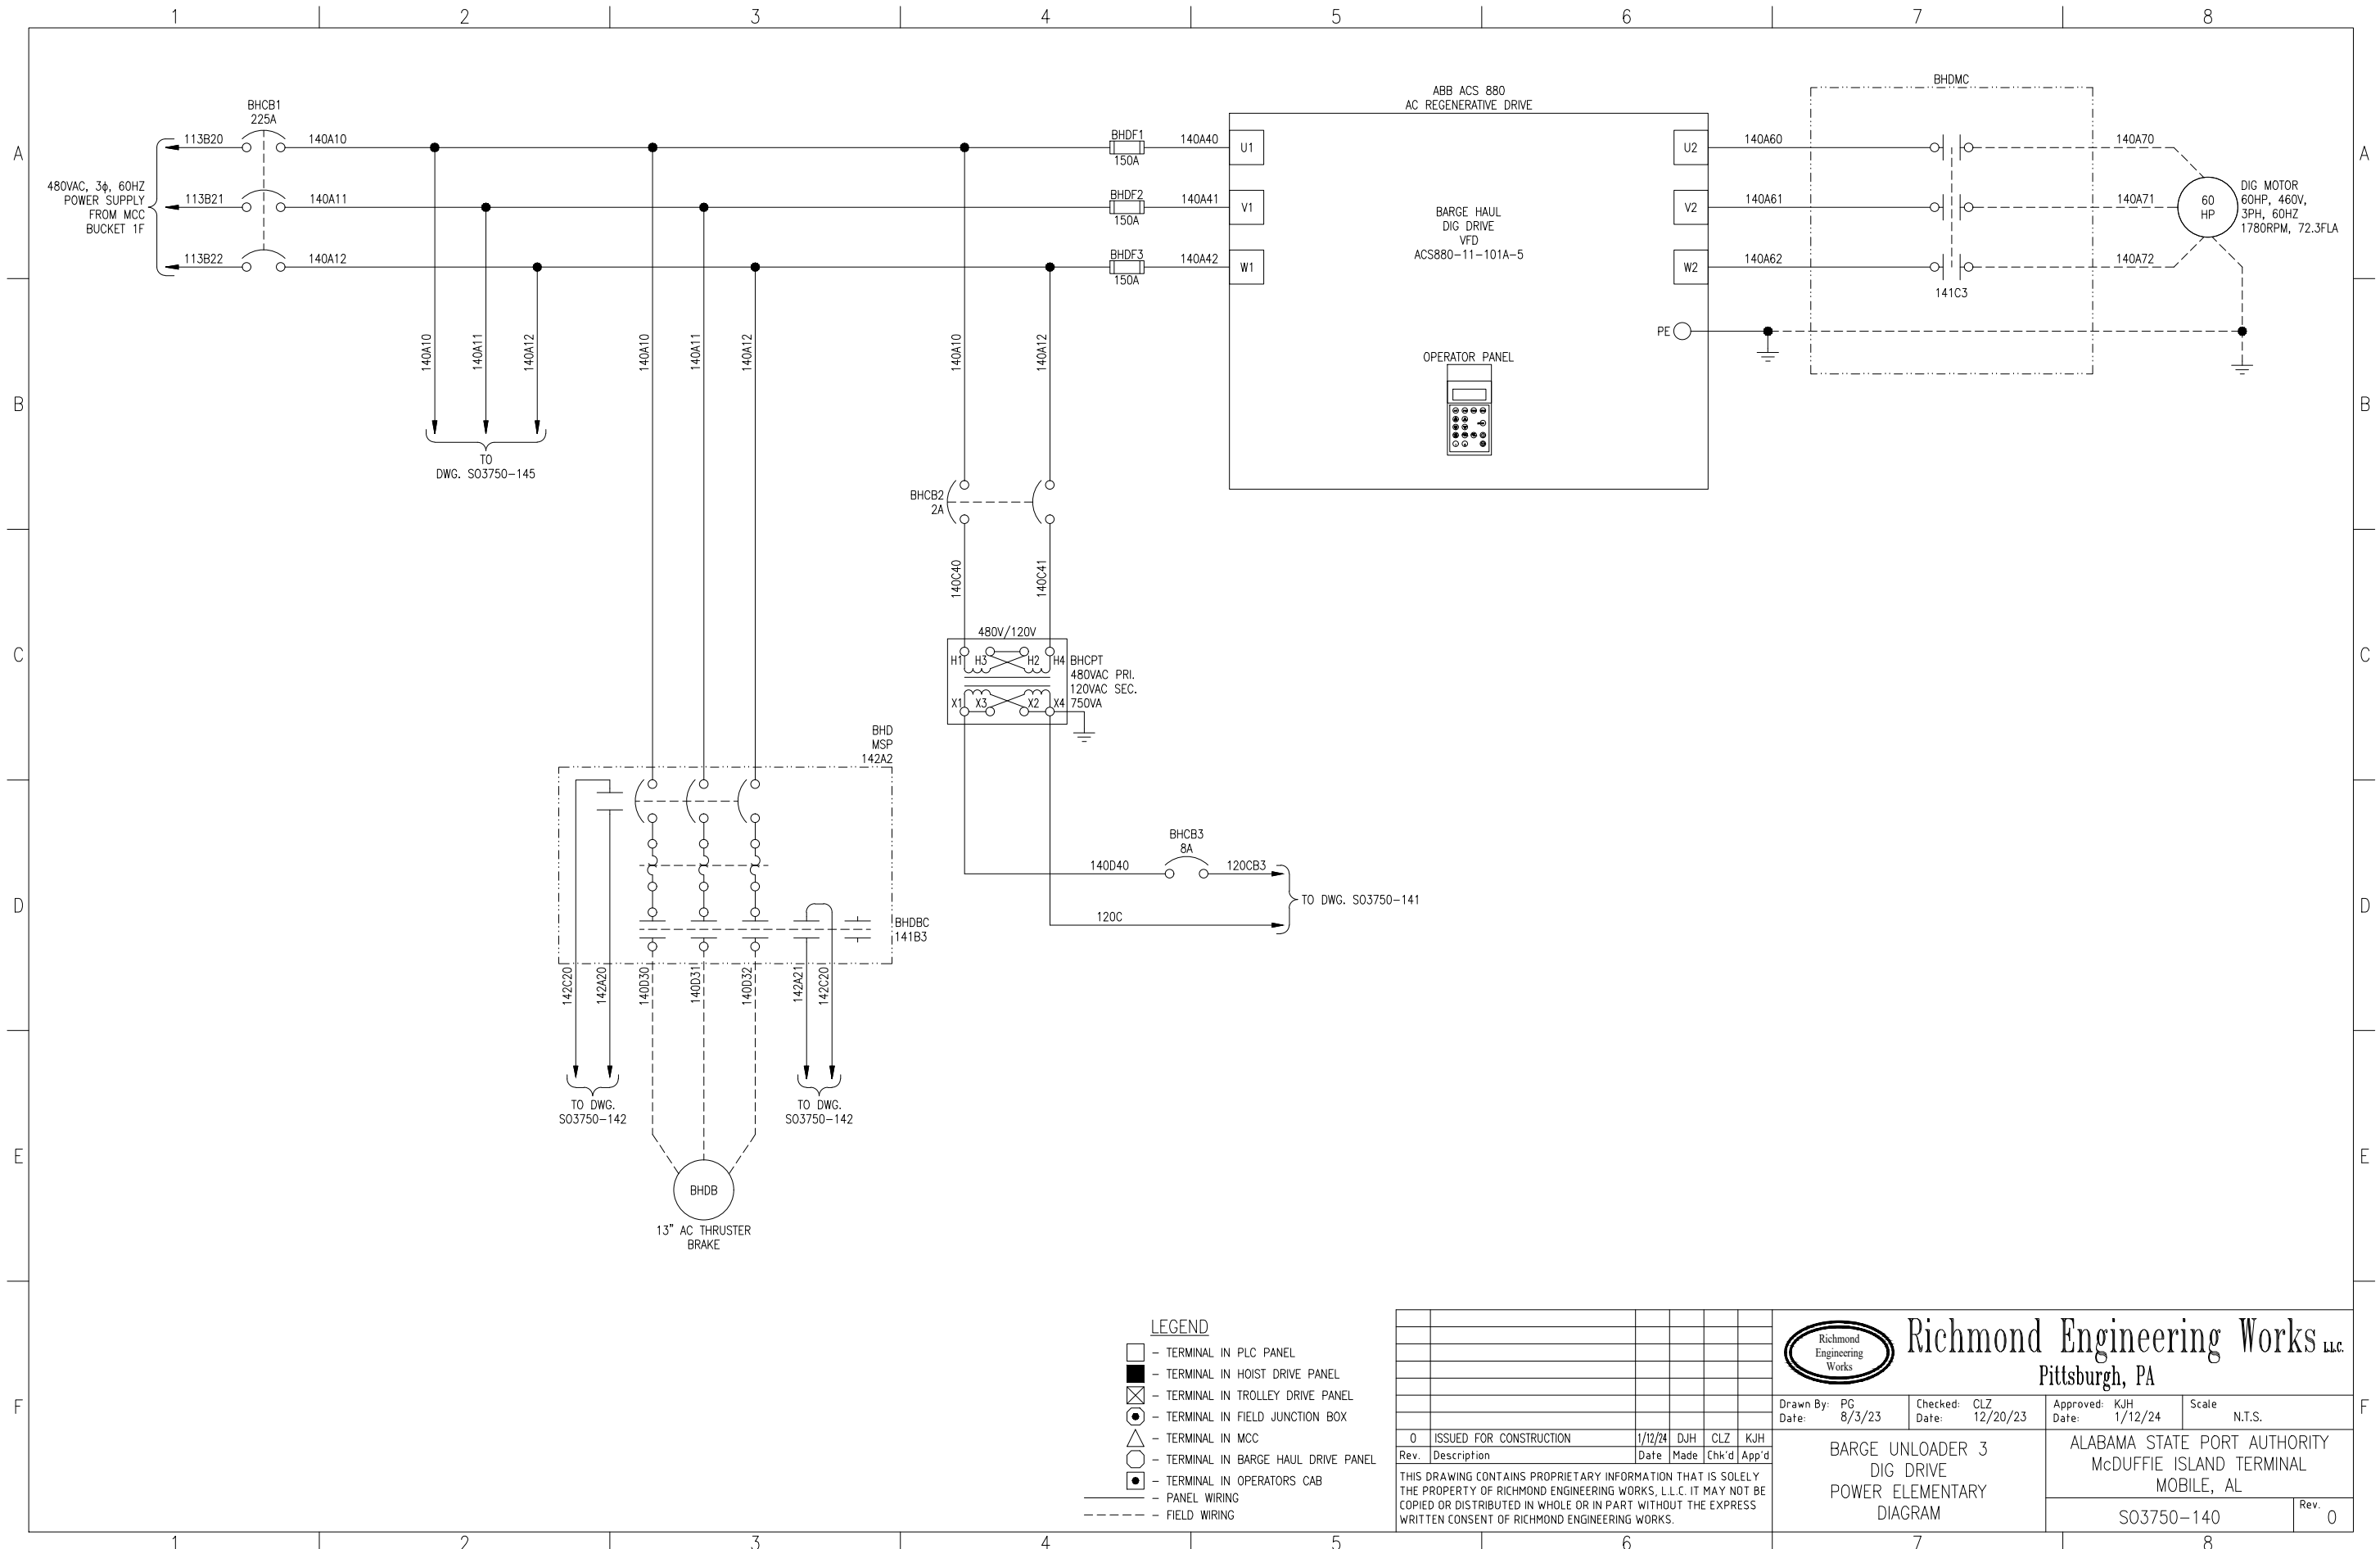 1 2 3 4 5 6 7 8
A
B
C
D
E
F
A
B
C
D
E
F
1 2 3 4 5 6 7 8
480VAC, 3ϕ, 60HZ
POWER SUPPLY
FROM MCC
BUCKET 1F
113B20
113B21
113B22
BHCB1
225A
140A10
140A11
140A12
140A10
140A11
140A12
TO
DWG. SO3750-145
140A10
140A11
140A12
140A10
140A12
BHDF1
150A
BHDF2
150A
BHDF3
150A
140A40
140A41
140A42
ABB ACS 880
AC REGENERATIVE DRIVE
U1
V1
W1
BARGE HAUL
DIG DRIVE
VFD
ACS880-11-101A-5
OPERATOR PANEL
U2
V2
W2
PE
140A60
140A61
140A62
BHDMC
141C3
140A70
140A71
140A72
60
HP
DIG MOTOR
60HP, 460V,
3PH, 60HZ
1780RPM, 72.3FLA
BHCB2
2A
140C40
140C41
480V/120V
H1 H3 H2 H4
X1 X3 X2 X4
BHCPT
480VAC PRI.
120VAC SEC.
750VA
140D40
BHCB3
8A
120CB3
120C
TO DWG. SO3750-141
BHD
MSP
142A2
BHDBC
141B3
142C20
142A20
140D30
140D31
140D32
142A21
142C20
TO DWG.
SO3750-142
TO DWG.
SO3750-142
BHDB
13" AC THRUSTER
BRAKE
LEGEND
- TERMINAL IN PLC PANEL
- TERMINAL IN HOIST DRIVE PANEL
- TERMINAL IN TROLLEY DRIVE PANEL
- TERMINAL IN FIELD JUNCTION BOX
- TERMINAL IN MCC
- TERMINAL IN BARGE HAUL DRIVE PANEL
- TERMINAL IN OPERATORS CAB
- PANEL WIRING
- FIELD WIRING
0 ISSUED FOR CONSTRUCTION 1/12/24 DJH CLZ KJH
Rev. Description Date Made Chk'd App'd
THIS DRAWING CONTAINS PROPRIETARY INFORMATION THAT IS SOLELY
THE PROPERTY OF RICHMOND ENGINEERING WORKS, L.L.C. IT MAY NOT BE
COPIED OR DISTRIBUTED IN WHOLE OR IN PART WITHOUT THE EXPRESS
WRITTEN CONSENT OF RICHMOND ENGINEERING WORKS.
Richmond
Engineering
Works
Richmond Engineering Works L.L.C.
Pittsburgh, PA
Drawn By: PG
Date: 8/3/23
Checked: CLZ
Date: 12/20/23
Approved: KJH
Date: 1/12/24
Scale
N.T.S.
BARGE UNLOADER 3
DIG DRIVE
POWER ELEMENTARY
DIAGRAM
ALABAMA STATE PORT AUTHORITY
McDUFFIE ISLAND TERMINAL
MOBILE, AL
SO3750-140
Rev.
0